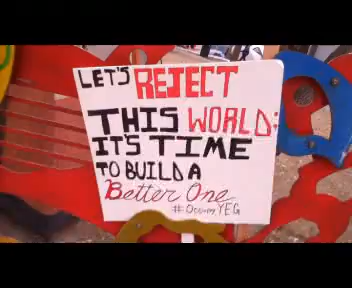 LET'S REJECT
THIS WORLD:
IT'S TIME
TO BUILD A
Better One
#OccupyYEG